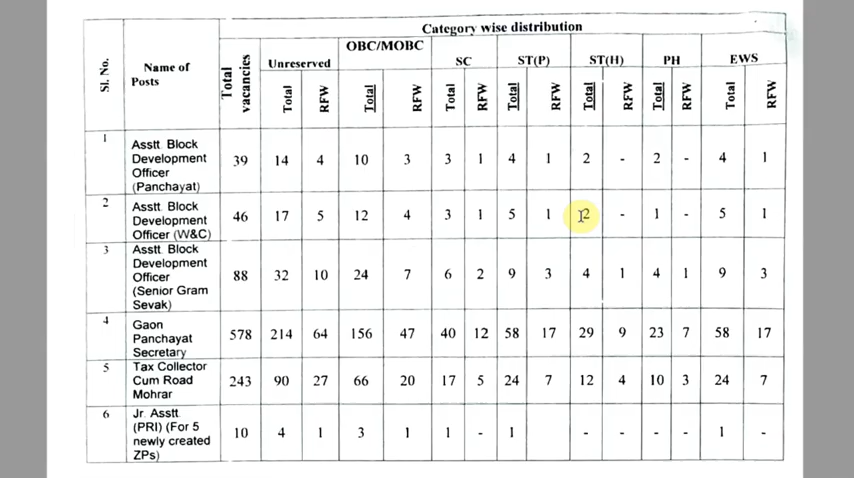 Category wise distribution
Sl. No.
Name of
Posts
Total
vacancies
Unreserved
OBC/MOBC
SC
ST(P)
ST(H)
PH
EWS
Total RFW Total RFW Total RFW Total RFW Total RFW Total RFW Total RFW
1
Asstt. Block
Development
Officer
(Panchayat)
39 14 4 10 3 3 1 4 1 2 - 2 - 4 1
2
Asstt. Block
Development
Officer (W&C)
46 17 5 12 4 3 1 5 1 2 - 1 - 5 1
3
Asstt. Block
Development
Officer
(Senior Gram
Sevak)
88 32 10 24 7 6 2 9 3 4 1 4 1 9 3
4
Gaon
Panchayat
Secretary
578 214 64 156 47 40 12 58 17 29 9 23 7 58 17
5
Tax Collector
Cum Road
Mohrar
243 90 27 66 20 17 5 24 7 12 4 10 3 24 7
6
Jr. Asstt.
(PRI) (For 5
newly created
ZPs)
10 4 1 3 1 1 - 1 - - - - 1 -